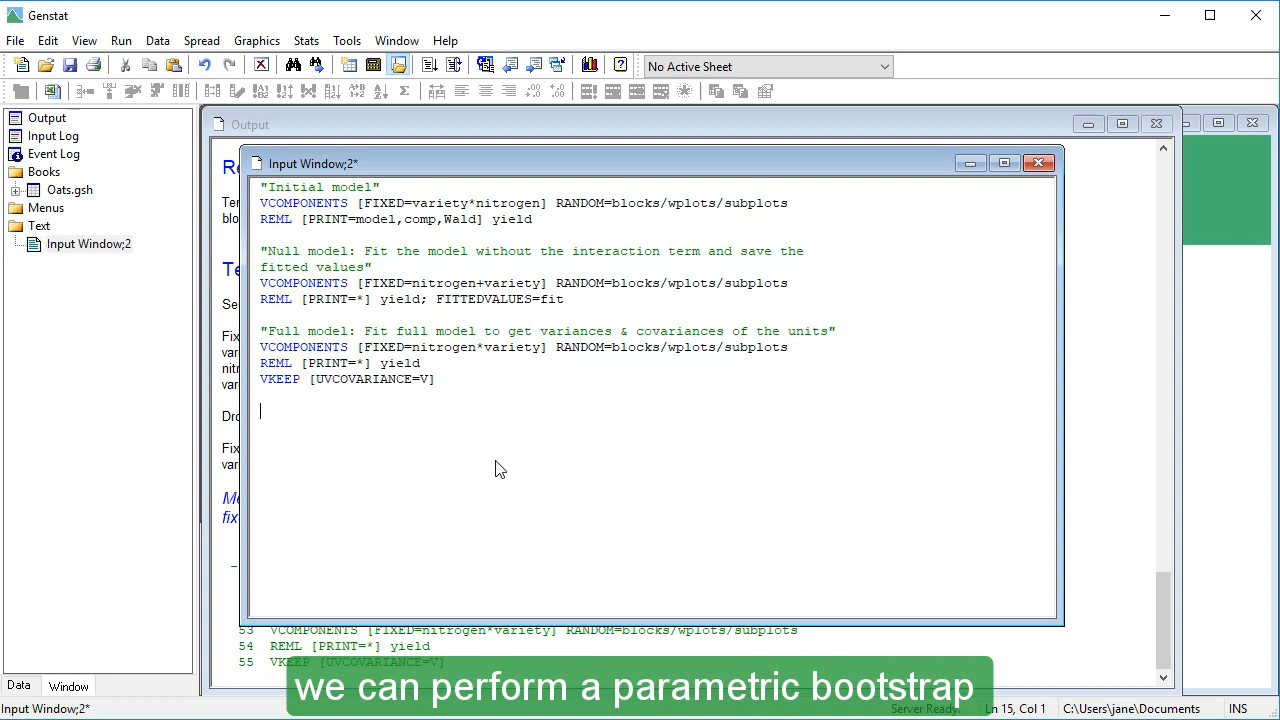 Genstat
File Edit View Run Data Spread Graphics Stats Tools Window Help
No Active Sheet
Output
Input Log
Event Log
Books
Oats.gsh
Menus
Text
Input Window;2
Output
Input Window;2*
"Initial model"
VCOMPONENTS [FIXED=variety*nitrogen] RANDOM=blocks/wplots/subplots
REML [PRINT=model,comp,Wald] yield
"Null model: Fit the model without the interaction term and save the
fitted values"
VCOMPONENTS [FIXED=nitrogen+variety] RANDOM=blocks/wplots/subplots
REML [PRINT=*] yield; FITTEDVALUES=fit
"Full model: Fit full model to get variances & covariances of the units"
VCOMPONENTS [FIXED=nitrogen*variety] RANDOM=blocks/wplots/subplots
REML [PRINT=*] yield
VKEEP [UVCOVARIANCE=V]
53 VCOMPONENTS [FIXED=nitrogen*variety] RANDOM=blocks/wplots/subplots
54 REML [PRINT=*] yield
55 VKEEP [UVCOVARIANCE=V]
we can perform a parametric bootstrap
Data Window
Input Window;2* Server Ready. Ln 15, Col 1 C:\Users\jane\Documents INS